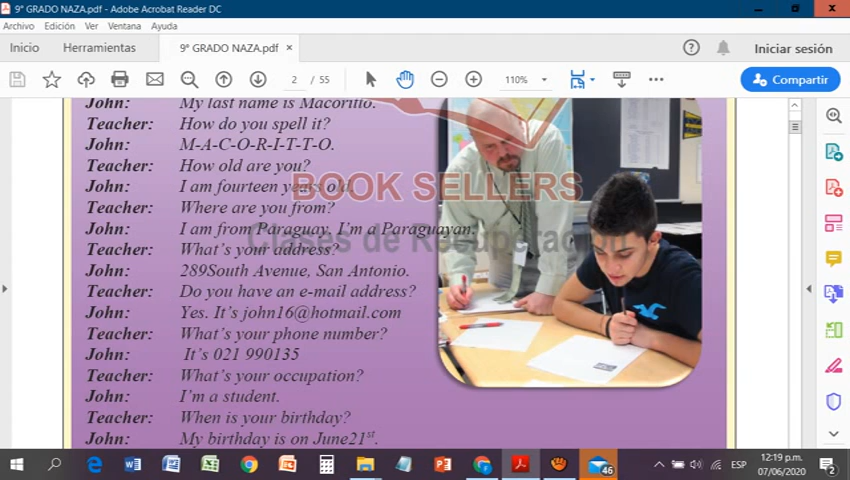 9º GRADO NAZA.pdf - Adobe Acrobat Reader DC
Archivo Edición Ver Ventana Ayuda
Inicio Herramientas 9º GRADO NAZA.pdf × Iniciar sesión
2 / 55 110% Compartir
John: My last name is Macoritto.
Teacher: How do you spell it?
John: M-A-C-O-R-I-T-T-O.
Teacher: How old are you?
John: I am fourteen years old.
BOOK SELLERS
Teacher: Where are you from?
John: I am from Paraguay, I'm a Paraguayan.
Clases de Recuperación
Teacher: What's your address?
John: 289South Avenue, San Antonio.
Teacher: Do you have an e-mail address?
John: Yes. It's john16@hotmail.com
Teacher: What's your phone number?
John: It's 021 990135
Teacher: What's your occupation?
John: I'm a student.
Teacher: When is your birthday?
John: My birthday is on June21st.
46 ESP 12:19 p.m.
07/06/2020 2